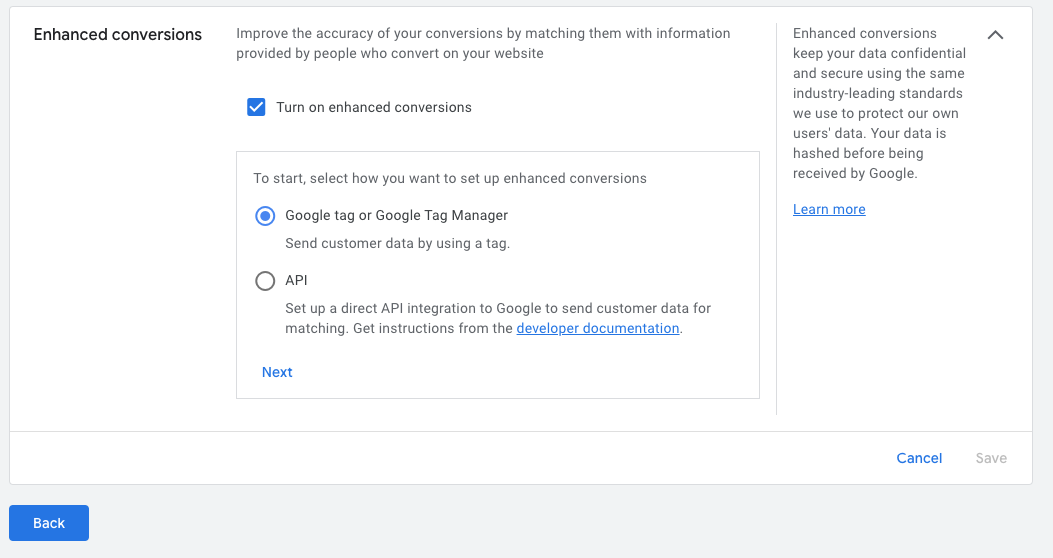 Enhanced conversions
Improve the accuracy of your conversions by matching them with information
provided by people who convert on your website
Turn on enhanced conversions
To start, select how you want to set up enhanced conversions
Google tag or Google Tag Manager
Send customer data by using a tag.
API
Set up a direct API integration to Google to send customer data for
matching. Get instructions from the developer documentation.
Next
Enhanced conversions
keep your data confidential
and secure using the same
industry-leading standards
we use to protect our own
users' data. Your data is
hashed before being
received by Google.
Learn more
Cancel
Save
Back